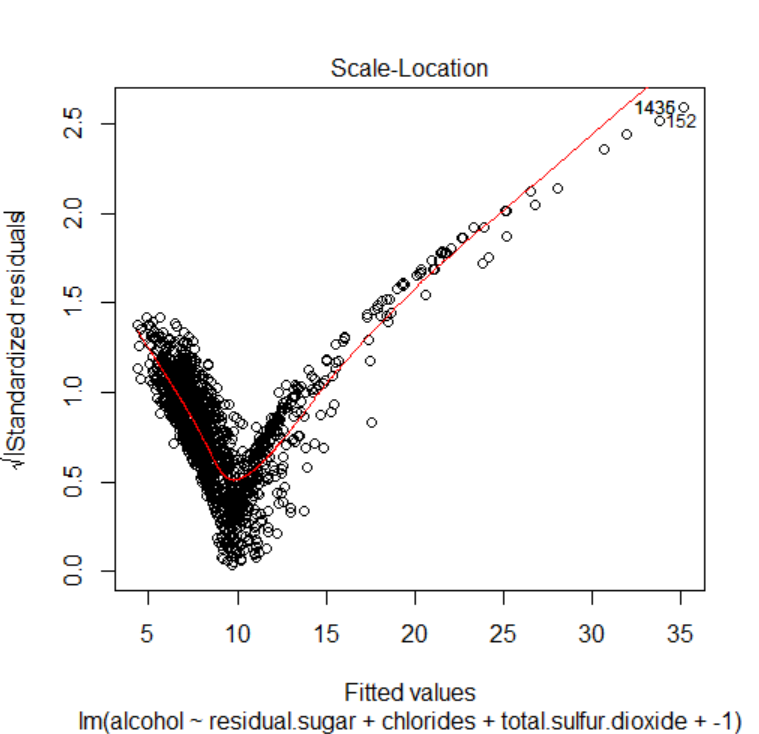 Scale-Location
√|Standardized residuals|
2.5
2.0
1.5
1.0
0.5
0.0
1435
152
5 10 15 20 25 30 35
Fitted values
lm(alcohol ~ residual.sugar + chlorides + total.sulfur.dioxide + -1)